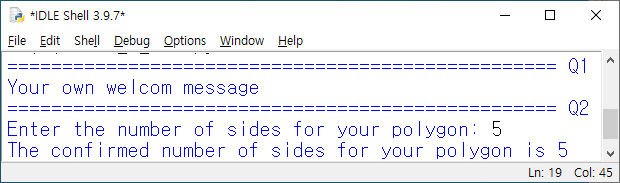 *IDLE Shell 3.9.7*
File Edit Shell Debug Options Window Help
================================================== Q1
Your own welcom message
================================================== Q2
Enter the number of sides for your polygon: 5
The confirmed number of sides for your polygon is 5
Ln: 19 Col: 45